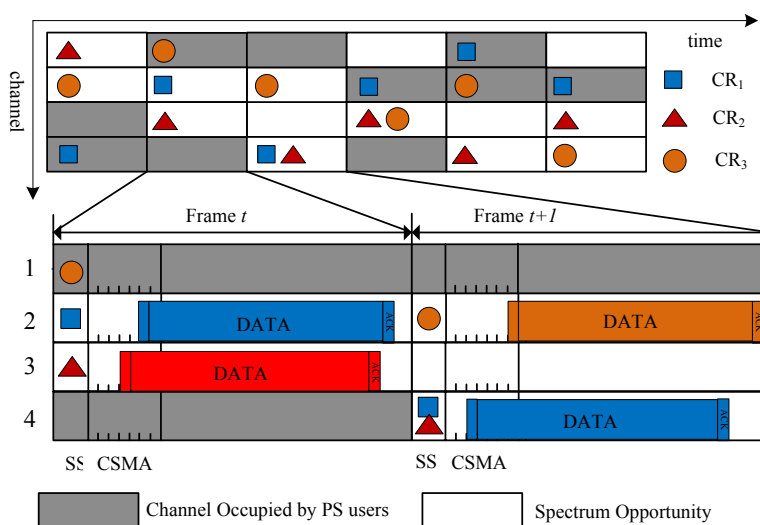 time
channel
CR1
CR2
CR3
Frame t
Frame t+1
1
2
DATA
ACK
DATA
ACK
3
DATA
ACK
4
DATA
ACK
SS
CSMA
SS
CSMA
Channel Occupied by PS users
Spectrum Opportunity